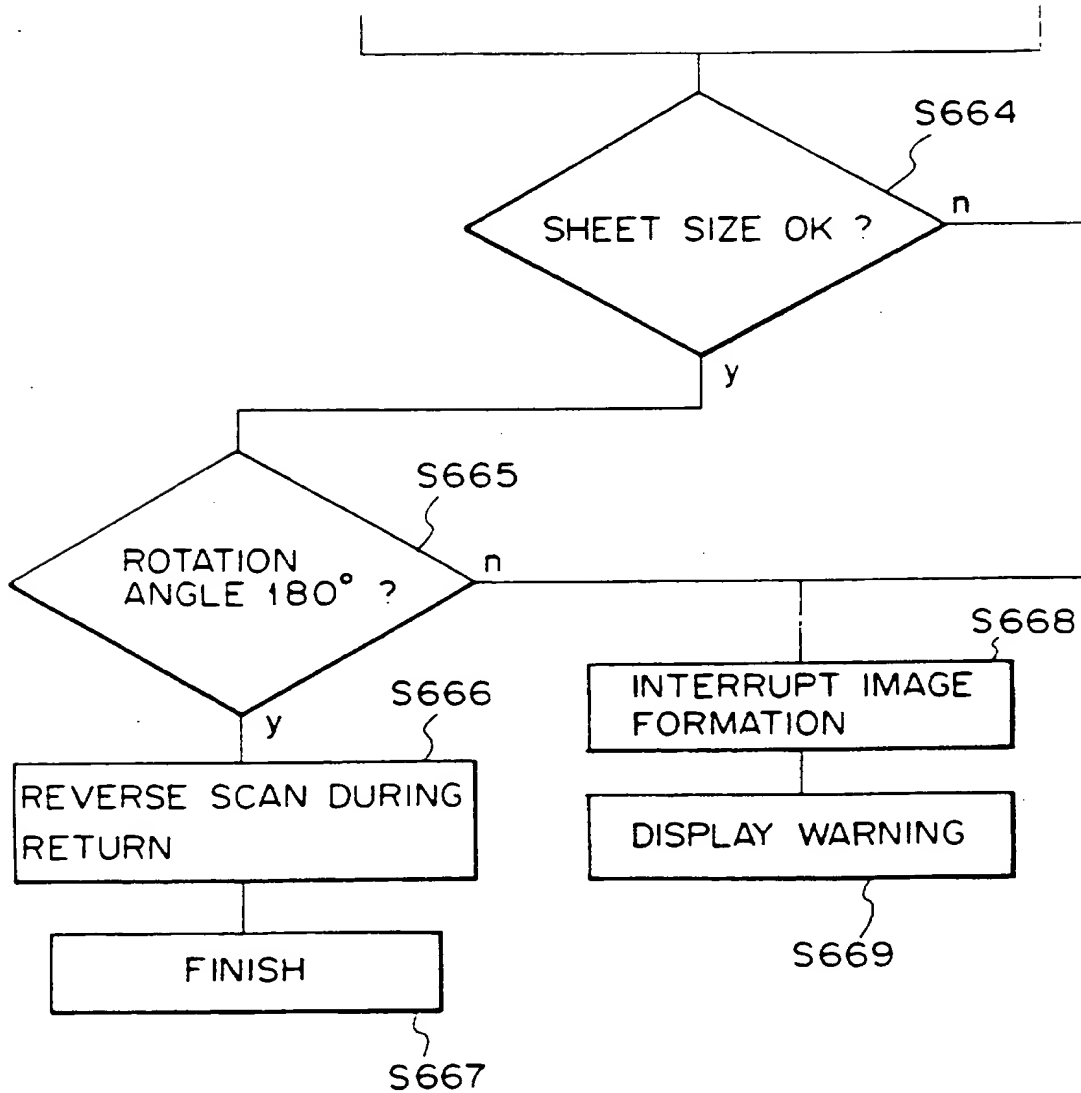 S664
SHEET SIZE OK ?
n
y
S665
ROTATION
ANGLE 180° ?
n
y
S666
REVERSE SCAN DURING
RETURN
FINISH
S667
S668
INTERRUPT IMAGE
FORMATION
DISPLAY WARNING
S669